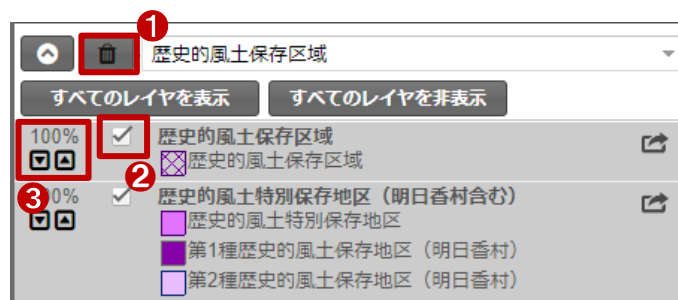 1
歴史的風土保存区域
すべてのレイヤを表示 すべてのレイヤを非表示
100% 歴史的風土保存区域
歴史的風土保存区域
2
3
00% 歴史的風土特別保存地区（明日香村含む）
歴史的風土特別保存地区
第1種歴史的風土保存地区（明日香村）
第2種歴史的風土保存地区（明日香村）